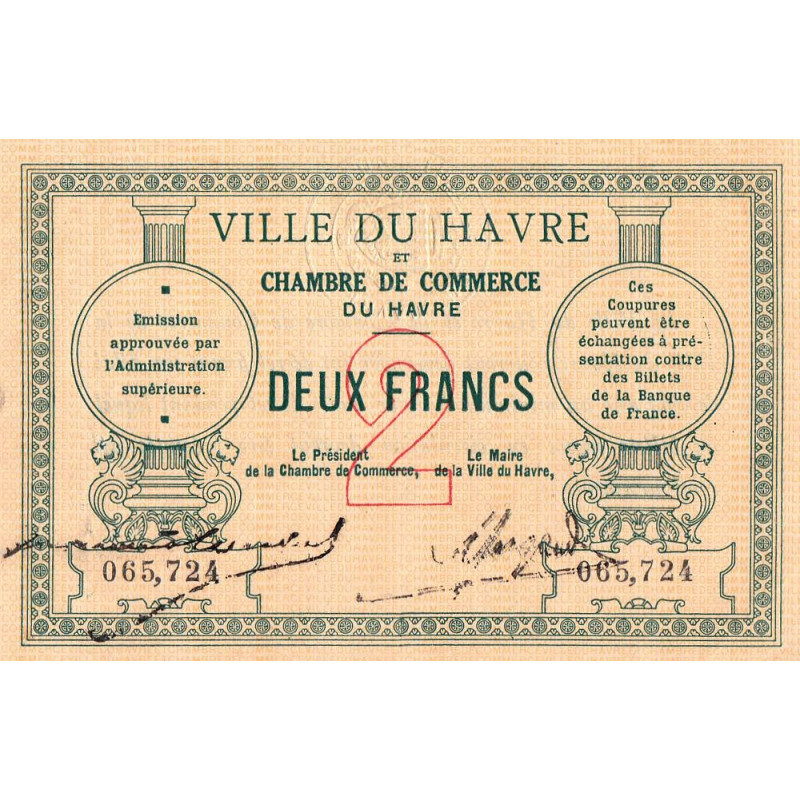 VILLE DU HAVRE
ET
CHAMBRE DE COMMERCE
DU HAVRE
Emission
approuvée par
l'Administration
supérieure.
Ces
Coupures
peuvent être
échangées à pré-
sentation contre
des Billets
de la Banque
de France.
2
DEUX FRANCS
Le Président
de la Chambre de Commerce,
Le Maire
de la Ville du Havre,
065,724
065,724